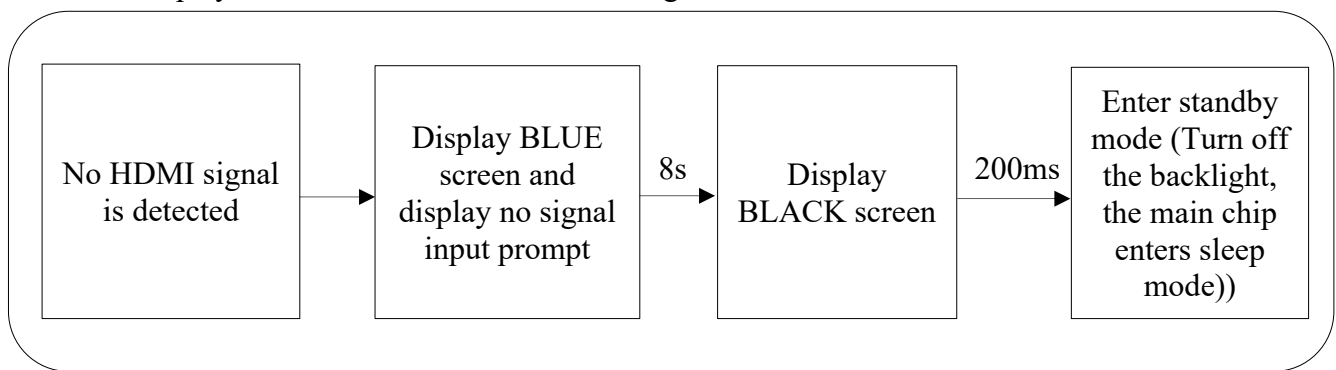 No HDMI signal
is detected
Display BLUE
screen and
display no signal
input prompt
8s
Display
BLACK screen
200ms
Enter standby
mode (Turn off
the backlight,
the main chip
enters sleep
mode))